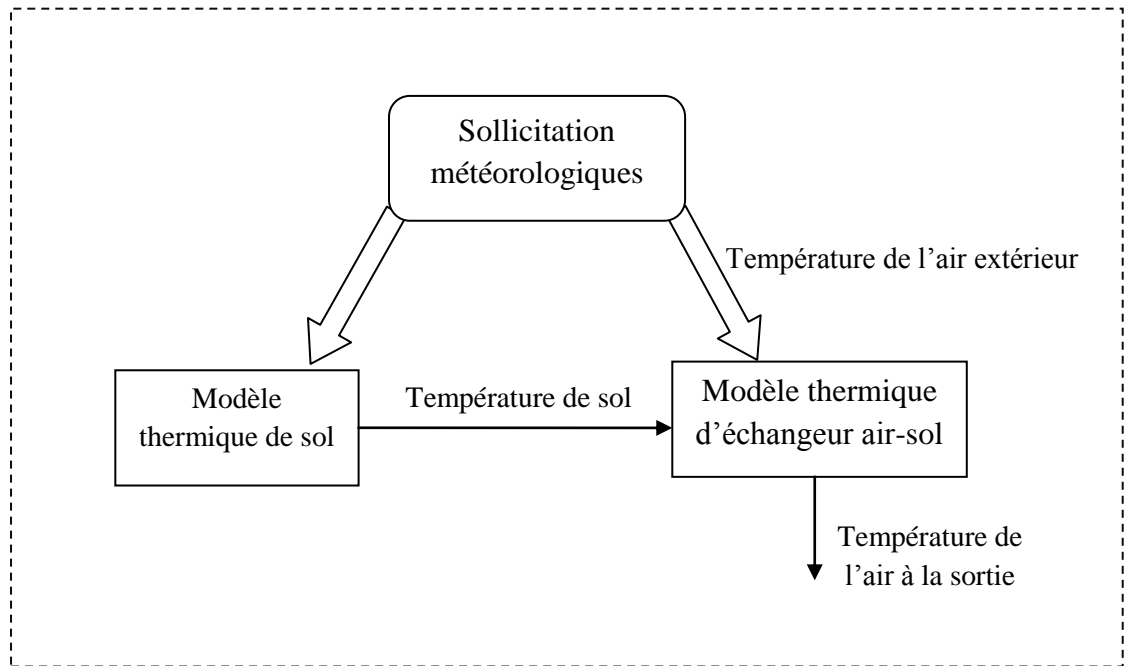 Sollicitation
météorologiques
Température de l’air extérieur
Modèle
thermique de sol
Température de sol
Modèle thermique
d’échangeur air-sol
Température de
l’air à la sortie